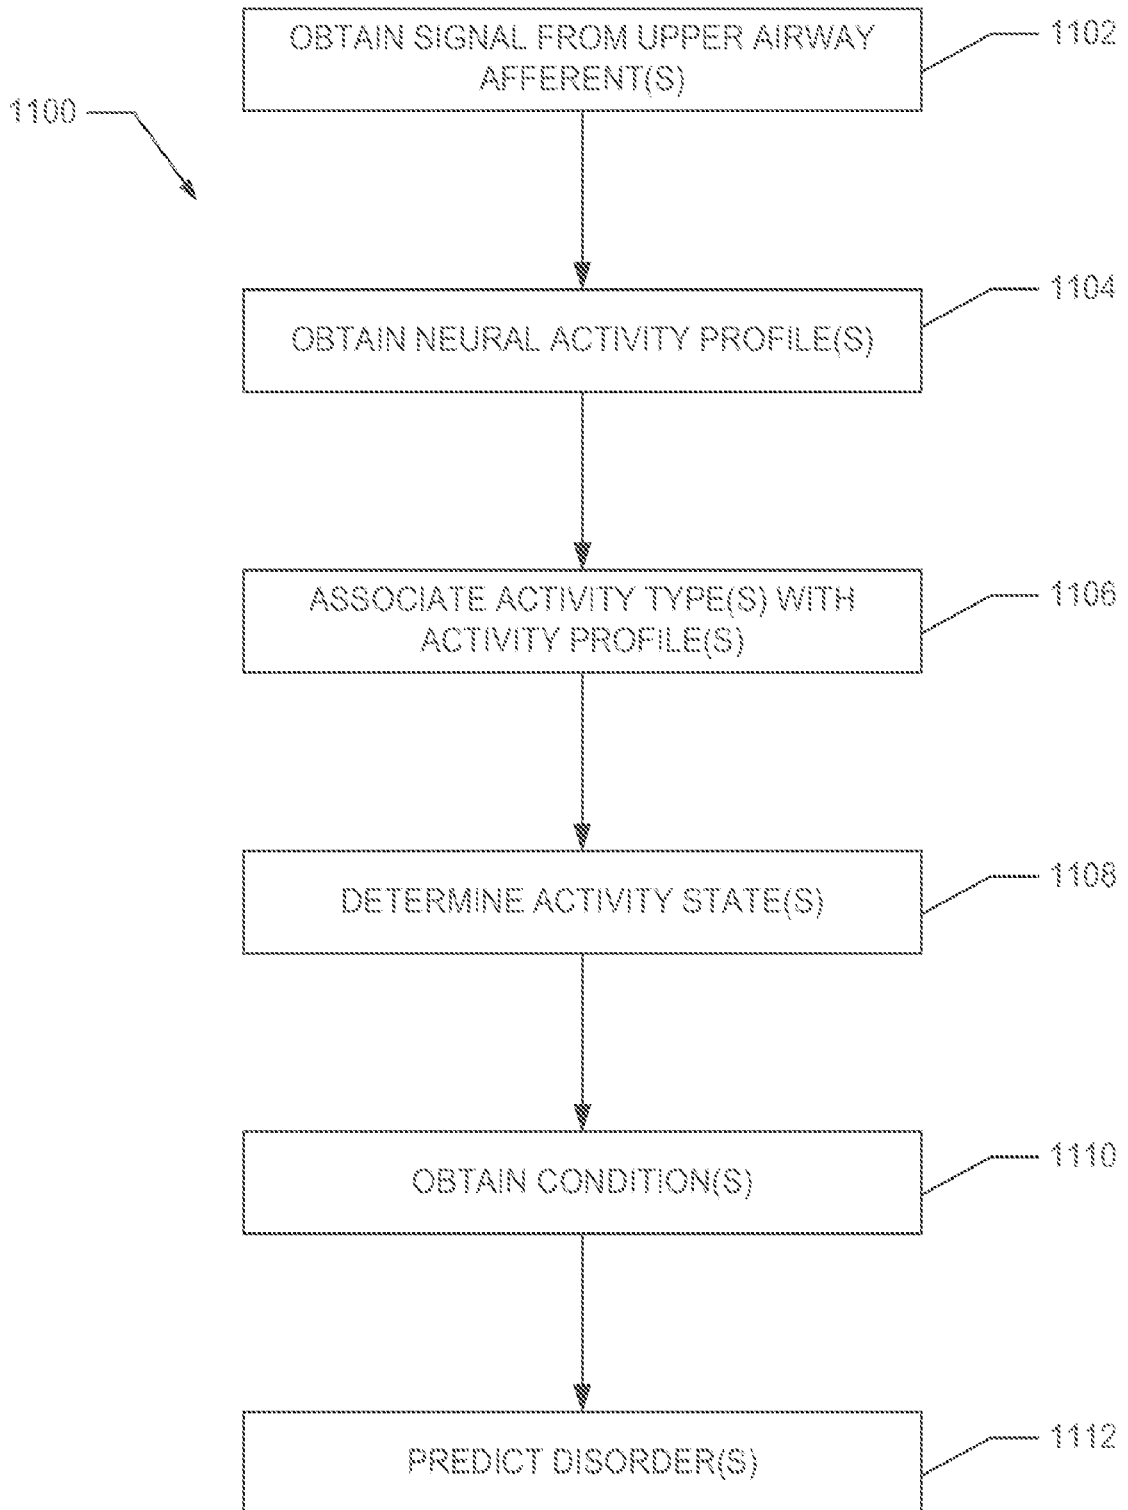 OBTAIN SIGNAL FROM UPPER AIRWAY
AFFERENT(S)
1102
1100
1104
OBTAIN NEURAL ACTIVITY PROFILE(S)
ASSOCIATE ACTIVITY TYPE(S) WITH
ACTIVITY PROFILE(S)
1106
1108
DETERMINE ACTIVITY STATE(S)
1110
OBTAIN CONDITION(S)
1112
PREDICT DISORDER(S)